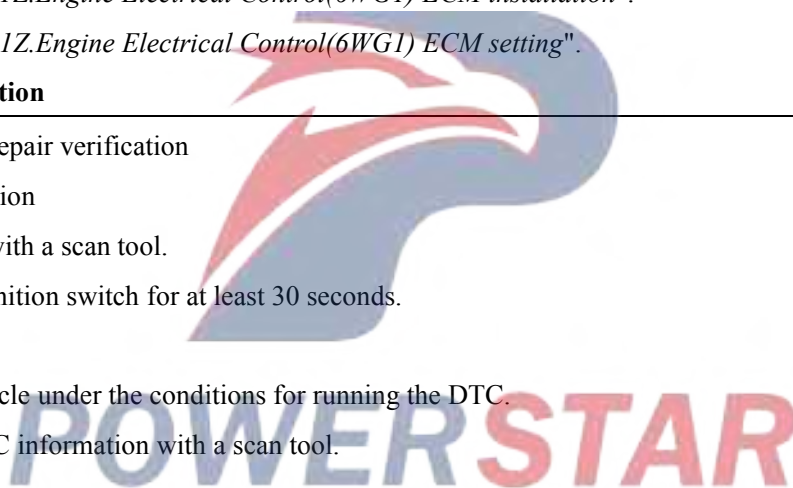 1Z.Engine Electrical Control(6WG1) ECM installation".
1Z.Engine Electrical Control(6WG1) ECM setting".
tion
epair verification
ion
with a scan tool.
nition switch for at least 30 seconds.
cle under the conditions for running the DTC.
C information with a scan tool.
POWERSTAR